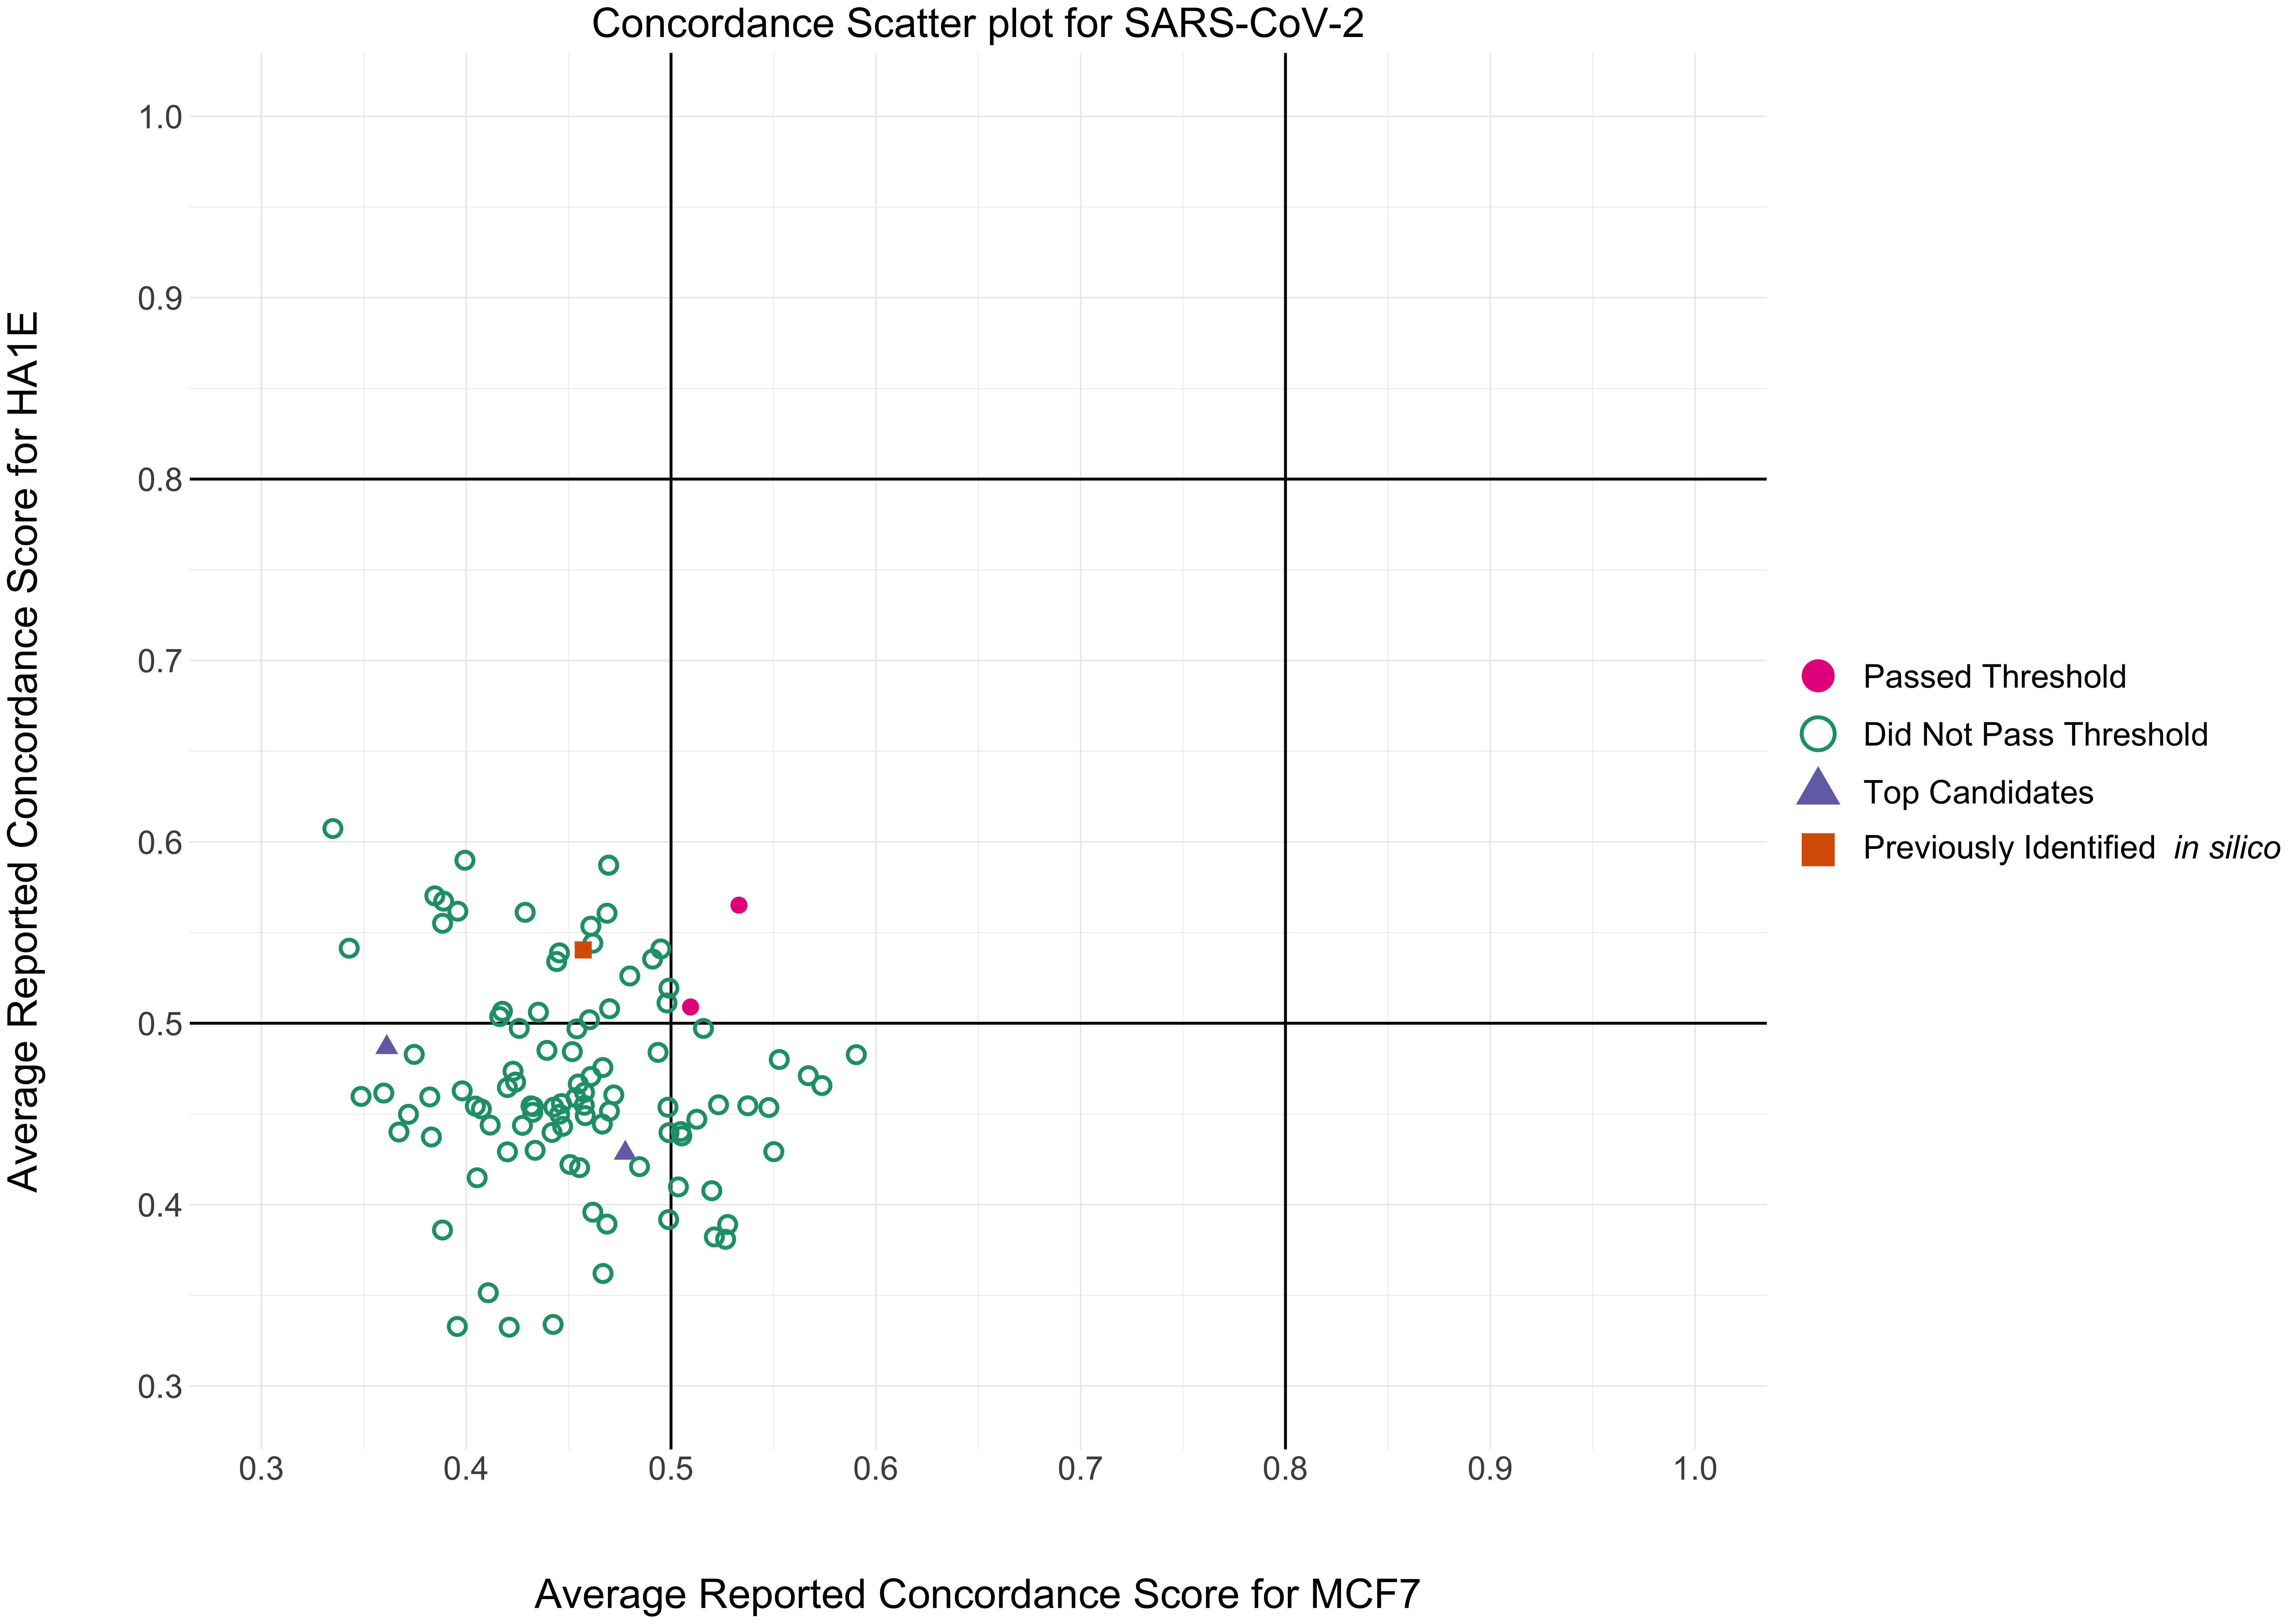 Concordance Scatter plot for SARS-CoV-2
Average Reported Concordance Score for HA1E
1.0
0.9
0.8
0.7
0.6
0.5
0.4
0.3
0.3 0.4 0.5 0.6 0.7 0.8 0.9 1.0
Average Reported Concordance Score for MCF7
Passed Threshold
Did Not Pass Threshold
Top Candidates
Previously Identified in silico